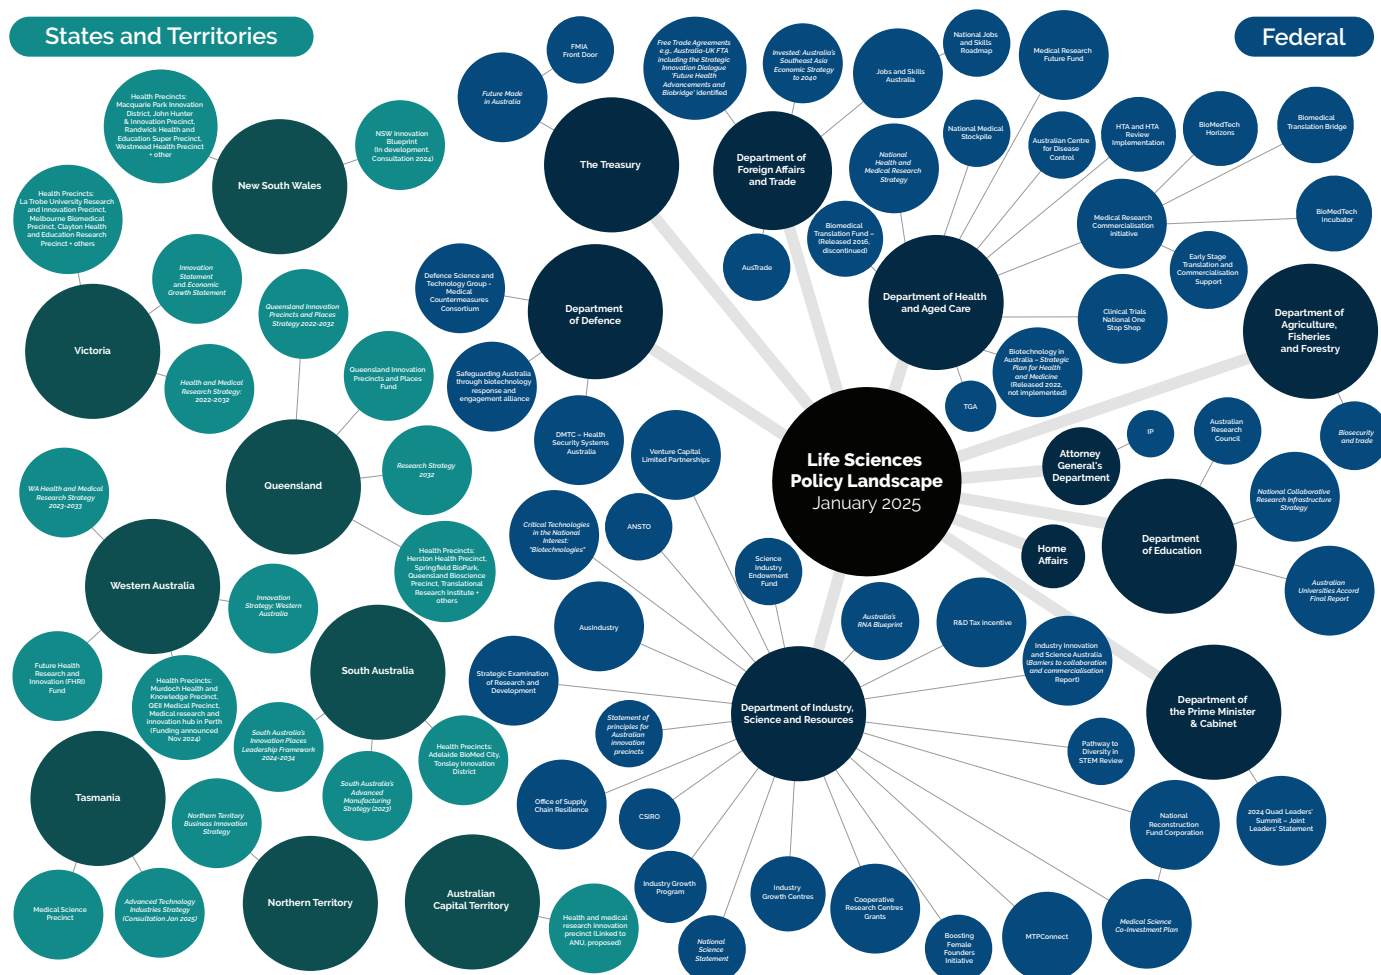 States and Territories
Federal
Health Precincts:
Macquarie Park Innovation
District, John Hunter
& Innovation Precinct,
Randwick Health and
Education Super Precinct,
Westmead Health Precinct
+ other
New South Wales
NSW Innovation
Blueprint
(In development.
Consultation 2024)
Health Precincts:
La Trobe University Research
and Innovation Precinct,
Melbourne Biomedical
Precinct, Clayton Health
and Education Research
Precinct + others
Innovation
Statement
and Economic
Growth Statement
Victoria
Health and Medical
Research Strategy:
2022-2032
Queensland Innovation
Precincts and Places
Strategy 2022-2032
Queensland Innovation
Precincts and Places
Fund
Queensland
Research Strategy
2032
Health Precincts:
Herston Health Precinct,
Springfield BioPark,
Queensland Bioscience
Precinct, Translational
Research Institute +
others
WA Health and Medical
Research Strategy
2023-2033
Western Australia
Innovation
Strategy: Western
Australia
Future Health
Research and
Innovation (FHRI)
Fund
Health Precincts:
Murdoch Health and
Knowledge Precinct,
QEII Medical Precinct,
Medical research and
innovation hub in Perth
(Funding announced
Nov 2024)
South Australia
South Australia's
Innovation Places
Leadership Framework
2024-2034
South Australia's
Advanced
Manufacturing
Strategy (2023)
Health Precincts:
Adelaide BioMed City,
Tonsley Innovation
District
Tasmania
Medical Science
Precinct
Advanced Technology
Industries Strategy
(Consultation Jan 2025)
Northern Territory
Business Innovation
Strategy
Northern Territory
Australian
Capital Territory
Health and medical
research innovation
precinct (Linked to
ANU, proposed)
Life Sciences
Policy Landscape
January 2025
The Treasury
Future Made
in Australia
FMIA
Front Door
Department of
Foreign Affairs
and Trade
Free Trade Agreements
e.g., Australia-UK FTA
including the Strategic
Innovation Dialogue
'Future Health
Advancements and
Biobridge' identified
Invested: Australia's
Southeast Asia
Economic Strategy
to 2040
Jobs and Skills
Australia
National Jobs
and Skills
Roadmap
AusTrade
Department
of Defence
Defence Science and
Technology Group -
Medical
Countermeasures
Consortium
Safeguarding Australia
through biotechnology
response and
engagement alliance
DMTC – Health
Security Systems
Australia
Department of Health
and Aged Care
National
Health and
Medical Research
Strategy
Biomedical
Translation Fund –
(Released 2016,
discontinued)
National Medical
Stockpile
Medical Research
Future Fund
Australian Centre
for Disease
Control
HTA and HTA
Review
Implementation
Medical Research
Commercialisation
initiative
BioMedTech
Horizons
Biomedical
Translation Bridge
BioMedTech
Incubator
Early Stage
Translation and
Commercialisation
Support
Clinical Trials
National One
Stop Shop
Biotechnology in
Australia – Strategic
Plan for Health
and Medicine
(Released 2022,
not implemented)
TGA
Department of
Agriculture,
Fisheries
and Forestry
Biosecurity
and trade
Attorney
General's
Department
IP
Department
of Education
Australian
Research
Council
National Collaborative
Research Infrastructure
Strategy
Australian
Universities Accord
Final Report
Home
Affairs
Department of
the Prime Minister
& Cabinet
2024 Quad Leaders'
Summit – Joint
Leaders' Statement
Department of Industry,
Science and Resources
Venture Capital
Limited Partnerships
Critical Technologies
in the National
Interest:
"Biotechnologies"
ANSTO
Science
Industry
Endowment
Fund
AusIndustry
Australia's
RNA Blueprint
R&D Tax incentive
Industry Innovation
and Science Australia
(Barriers to collaboration
and commercialisation
Report)
Strategic Examination
of Research and
Development
Statement of
principles for
Australian
innovation
precincts
Pathway to
Diversity in
STEM Review
Office of Supply
Chain Resilience
CSIRO
National
Reconstruction
Fund Corporation
Industry Growth
Program
Industry
Growth Centres
Cooperative
Research Centres
Grants
National
Science
Statement
Boosting
Female
Founders
Initiative
MTPConnect
Medical Science
Co-Investment Plan